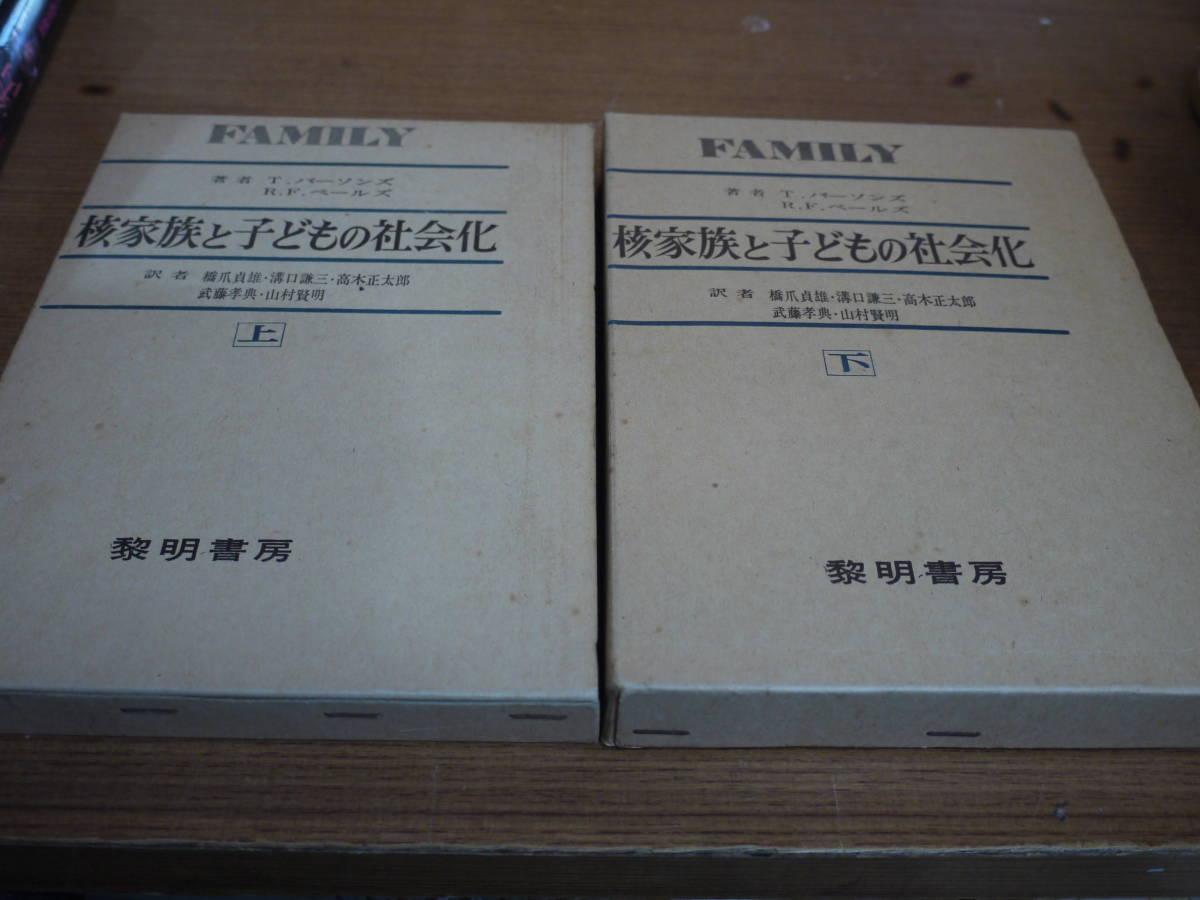 FAMILY
著者 T.パーソンズ
R.F.ベールズ
核家族と子どもの社会化
訳者 橋爪貞雄・溝口謙三・高木正太郎
武藤孝典・山村賢明
上
黎明書房
FAMILY
著者 T.パーソンズ
R.F.ベールズ
核家族と子どもの社会化
訳者 橋爪貞雄・溝口謙三・高木正太郎
武藤孝典・山村賢明
下
黎明書房